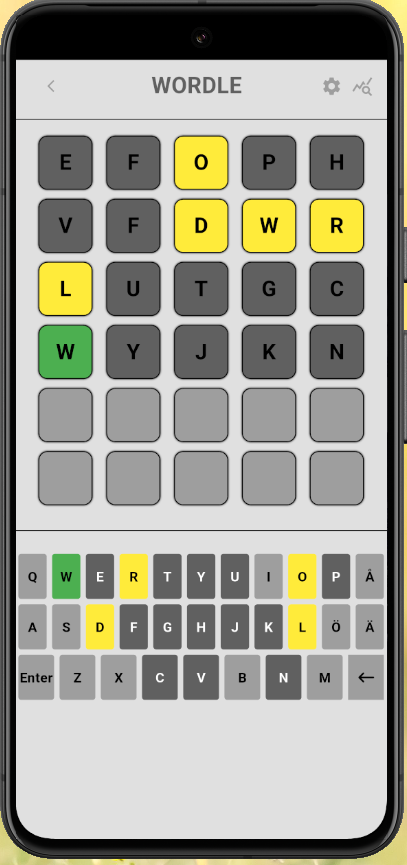 WORDLE
E F O P H
V F D W R
L U T G C
W Y J K N
Q W E R T Y U I O P Å
A S D F G H J K L Ö Ä
Enter Z X C V B N M ←